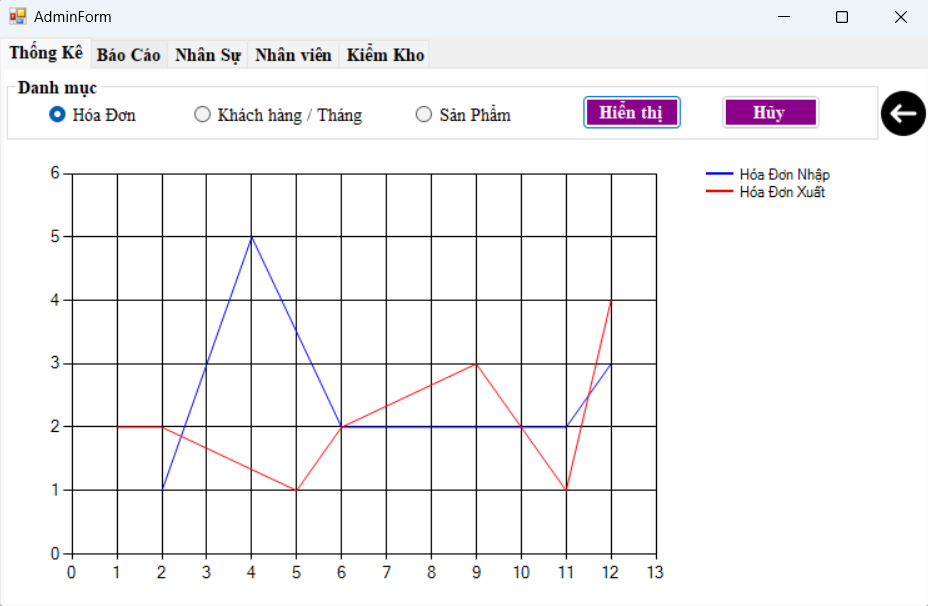 AdminForm
Thống Kê Báo Cáo Nhân Sự Nhân viên Kiểm Kho
Danh mục
Hóa Đơn Khách hàng / Tháng Sản Phẩm Hiển thị Hủy
Hóa Đơn Nhập
Hóa Đơn Xuất
6
5
4
3
2
1
0
0 1 2 3 4 5 6 7 8 9 10 11 12 13